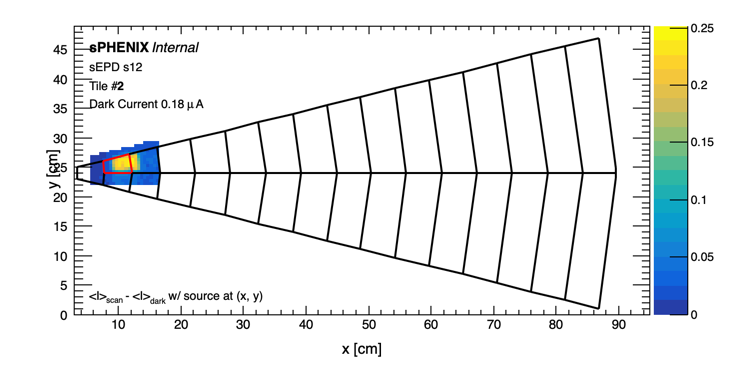 sPHENIX Internal
sEPD s12
Tile #2
Dark Current 0.18 μA
<I>scan - <I>dark w/ source at (x, y)
y [cm]
45
40
35
30
25
20
15
10
5
0
10 20 30 40 50 60 70 80 90
x [cm]
0.25
0.2
0.15
0.1
0.05
0